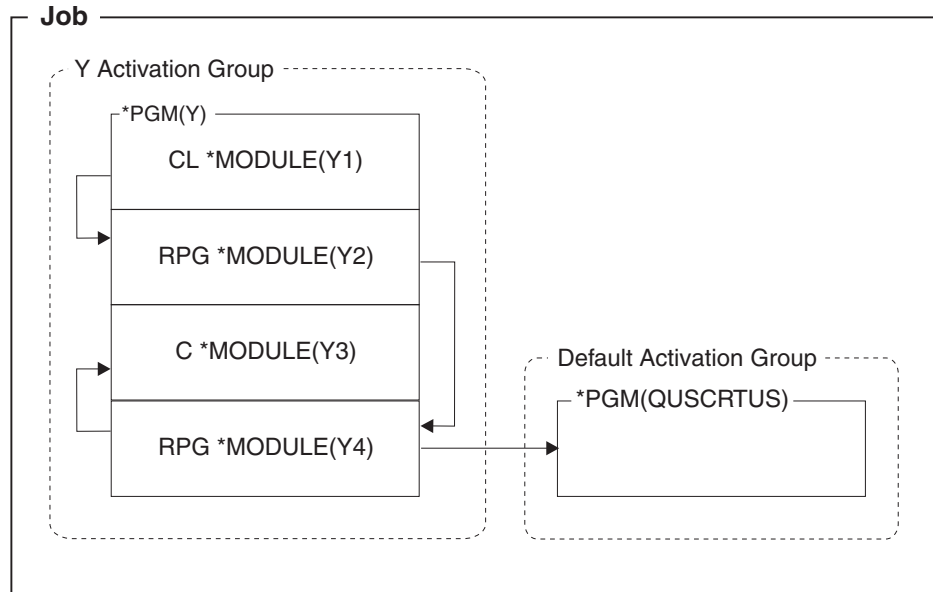 Job
Y Activation Group
*PGM(Y)
CL *MODULE(Y1)
RPG *MODULE(Y2)
C *MODULE(Y3)
RPG *MODULE(Y4)
Default Activation Group
*PGM(QUSCRTUS)